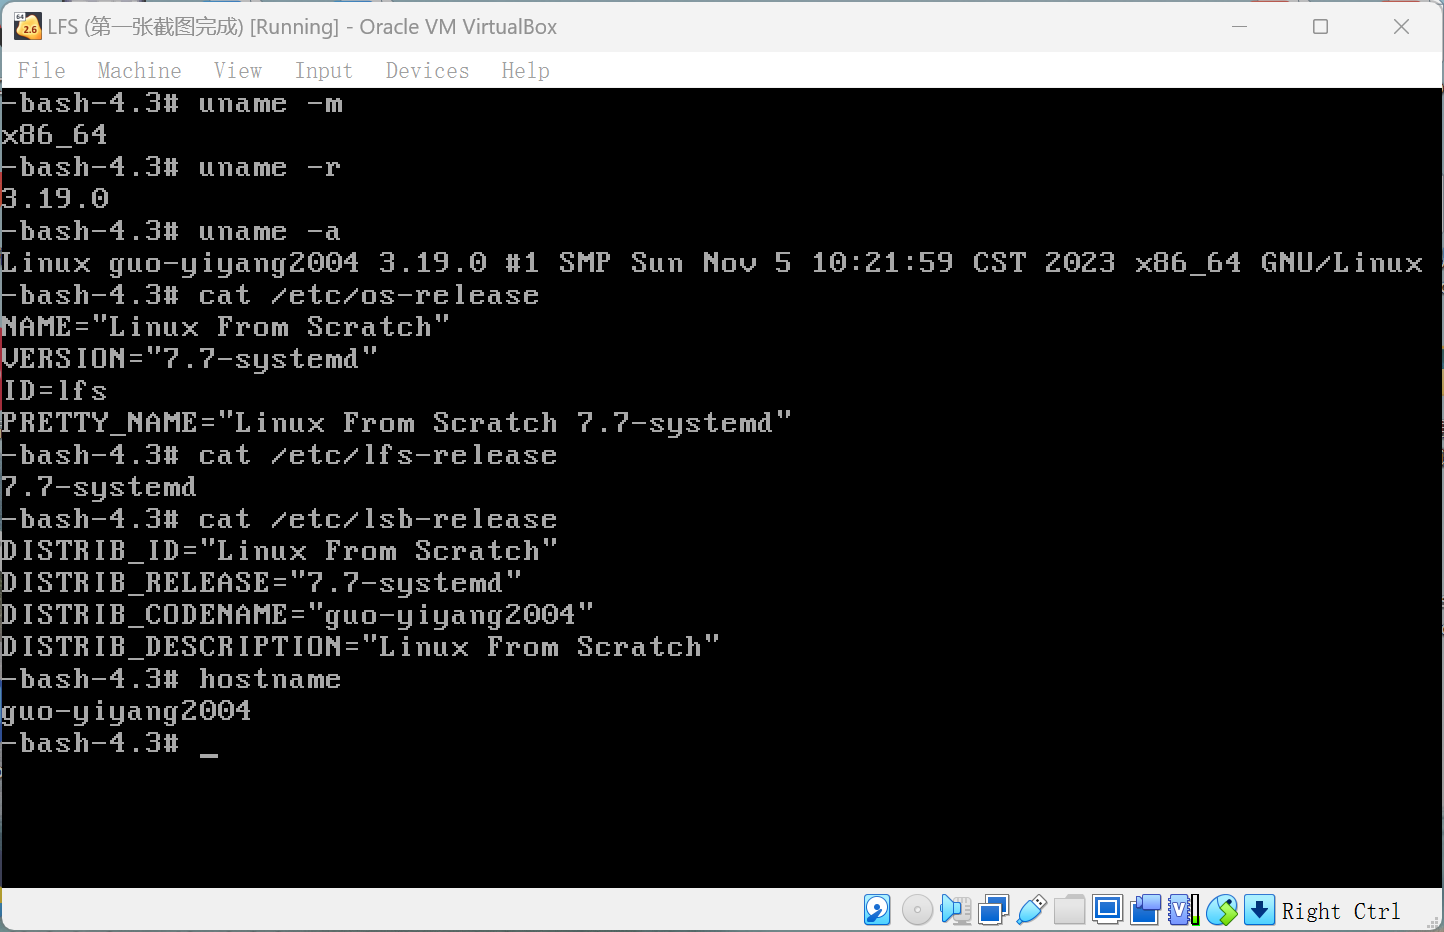 LFS (第一张截图完成) [Running] - Oracle VM VirtualBox
File Machine View Input Devices Help
-bash-4.3# uname -m
x86_64
-bash-4.3# uname -r
3.19.0
-bash-4.3# uname -a
Linux guo-yiyang2004 3.19.0 #1 SMP Sun Nov 5 10:21:59 CST 2023 x86_64 GNU/Linux
-bash-4.3# cat /etc/os-release
NAME="Linux From Scratch"
VERSION="7.7-systemd"
ID=lfs
PRETTY_NAME="Linux From Scratch 7.7-systemd"
-bash-4.3# cat /etc/lfs-release
7.7-systemd
-bash-4.3# cat /etc/lsb-release
DISTRIB_ID="Linux From Scratch"
DISTRIB_RELEASE="7.7-systemd"
DISTRIB_CODENAME="guo-yiyang2004"
DISTRIB_DESCRIPTION="Linux From Scratch"
-bash-4.3# hostname
guo-yiyang2004
-bash-4.3# _
Right Ctrl